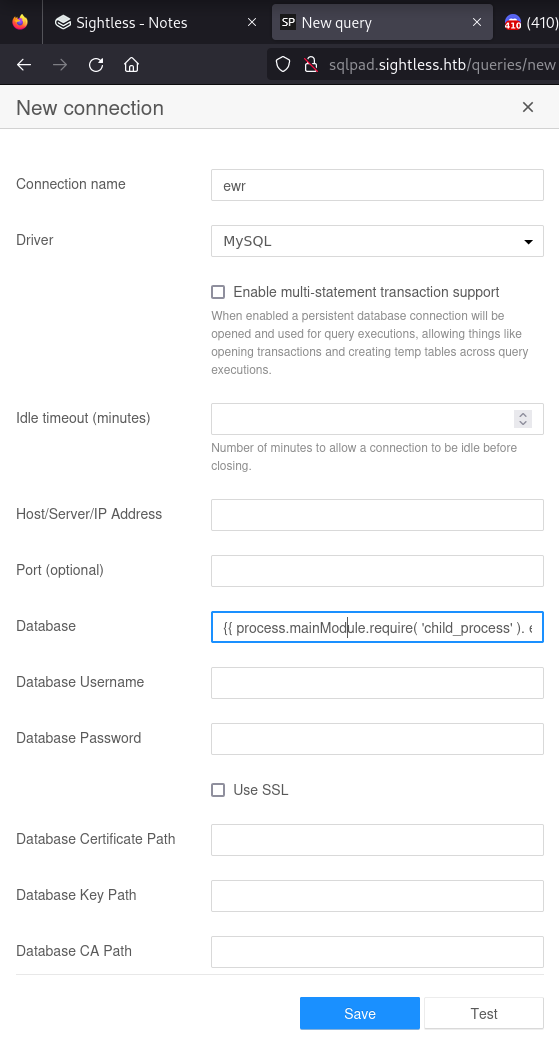 Sightless - Notes
SP New query
410 (410)
sqlpad.sightless.htb/queries/new
New connection
Connection name
ewr
Driver
MySQL
Enable multi-statement transaction support
When enabled a persistent database connection will be
opened and used for query executions, allowing things like
opening transactions and creating temp tables across query
executions.
Idle timeout (minutes)
Number of minutes to allow a connection to be idle before
closing.
Host/Server/IP Address
Port (optional)
Database
{{ process.mainModule.require( 'child_process' ). e
Database Username
Database Password
Use SSL
Database Certificate Path
Database Key Path
Database CA Path
Save
Test